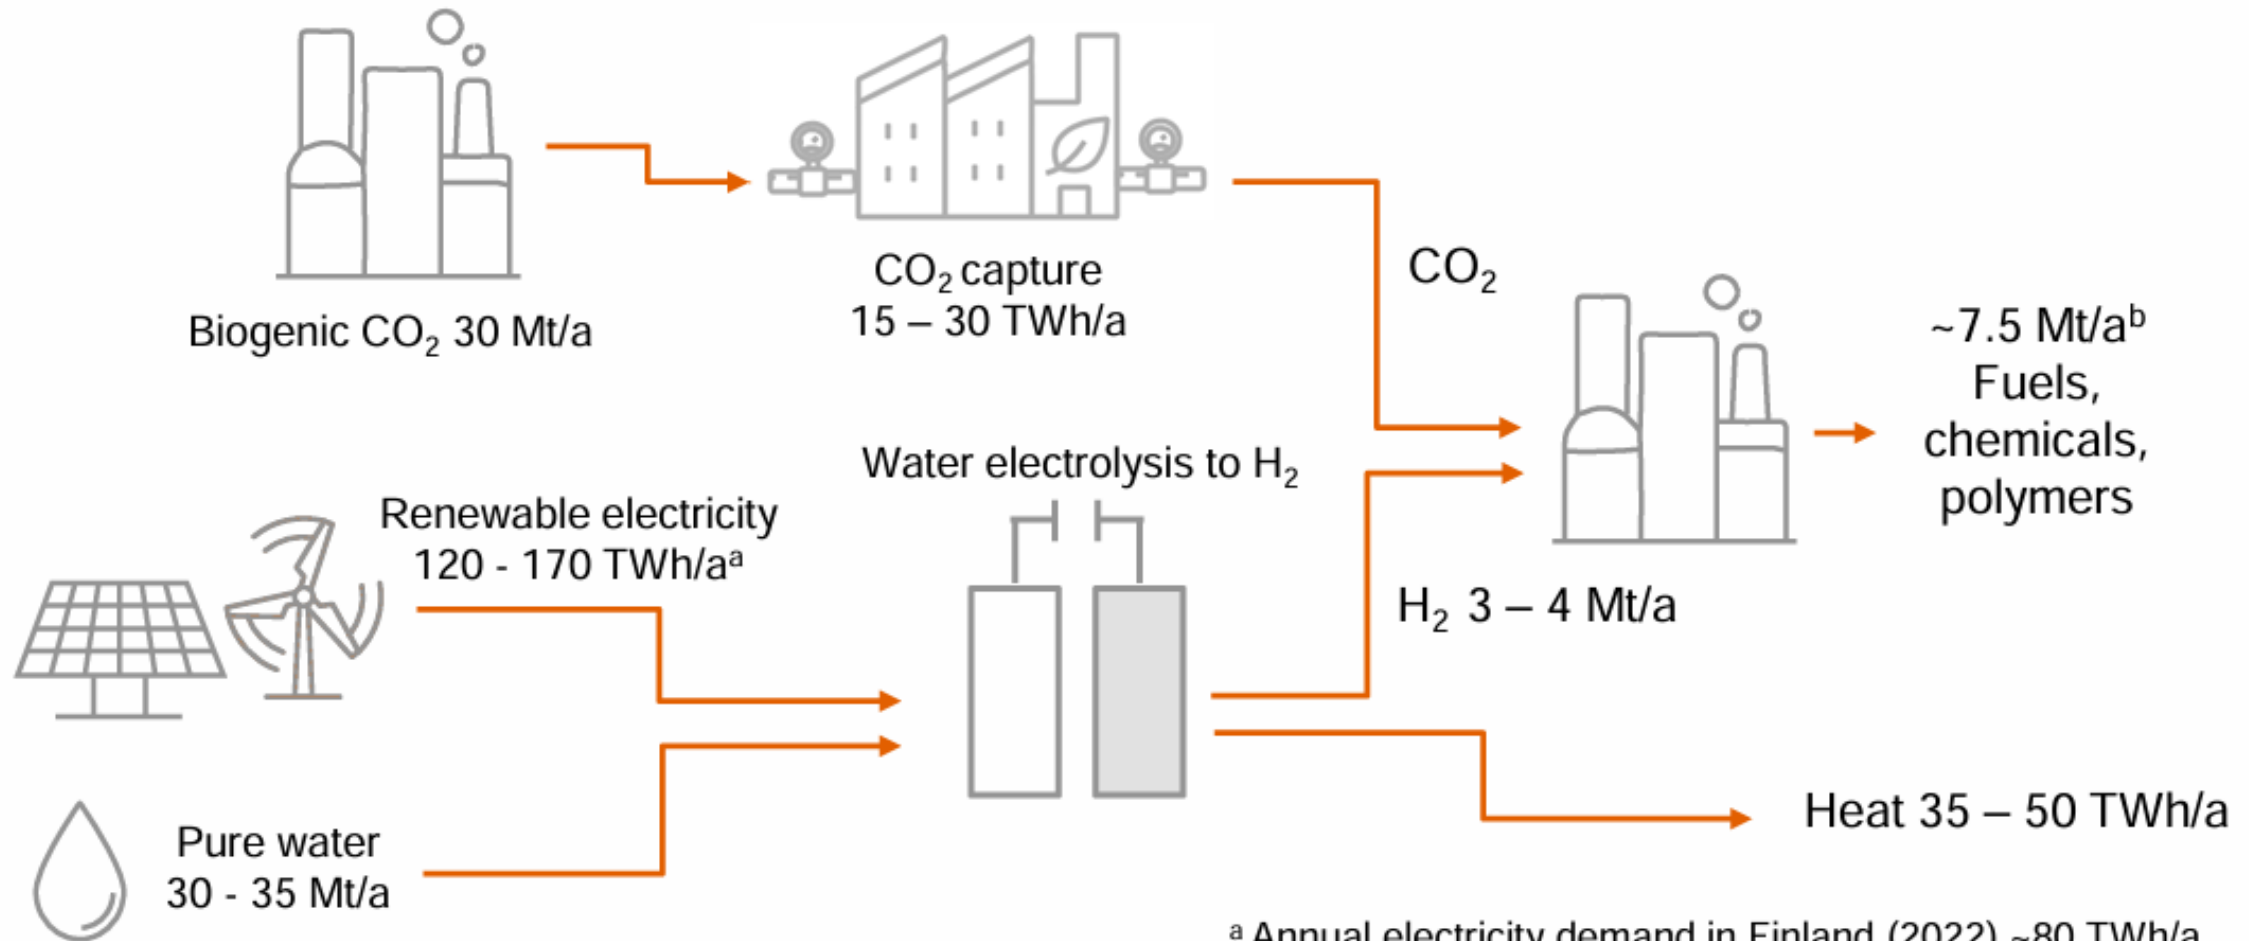 Biogenic CO₂ 30 Mt/a
CO₂ capture
15 – 30 TWh/a
CO₂
~7.5 Mt/aᵇ
Fuels,
chemicals,
polymers
Water electrolysis to H₂
Renewable electricity
120 - 170 TWh/aᵃ
H₂ 3 – 4 Mt/a
Pure water
30 - 35 Mt/a
Heat 35 – 50 TWh/a
ᵃ Annual electricity demand in Finland (2022) ~80 TWh/a